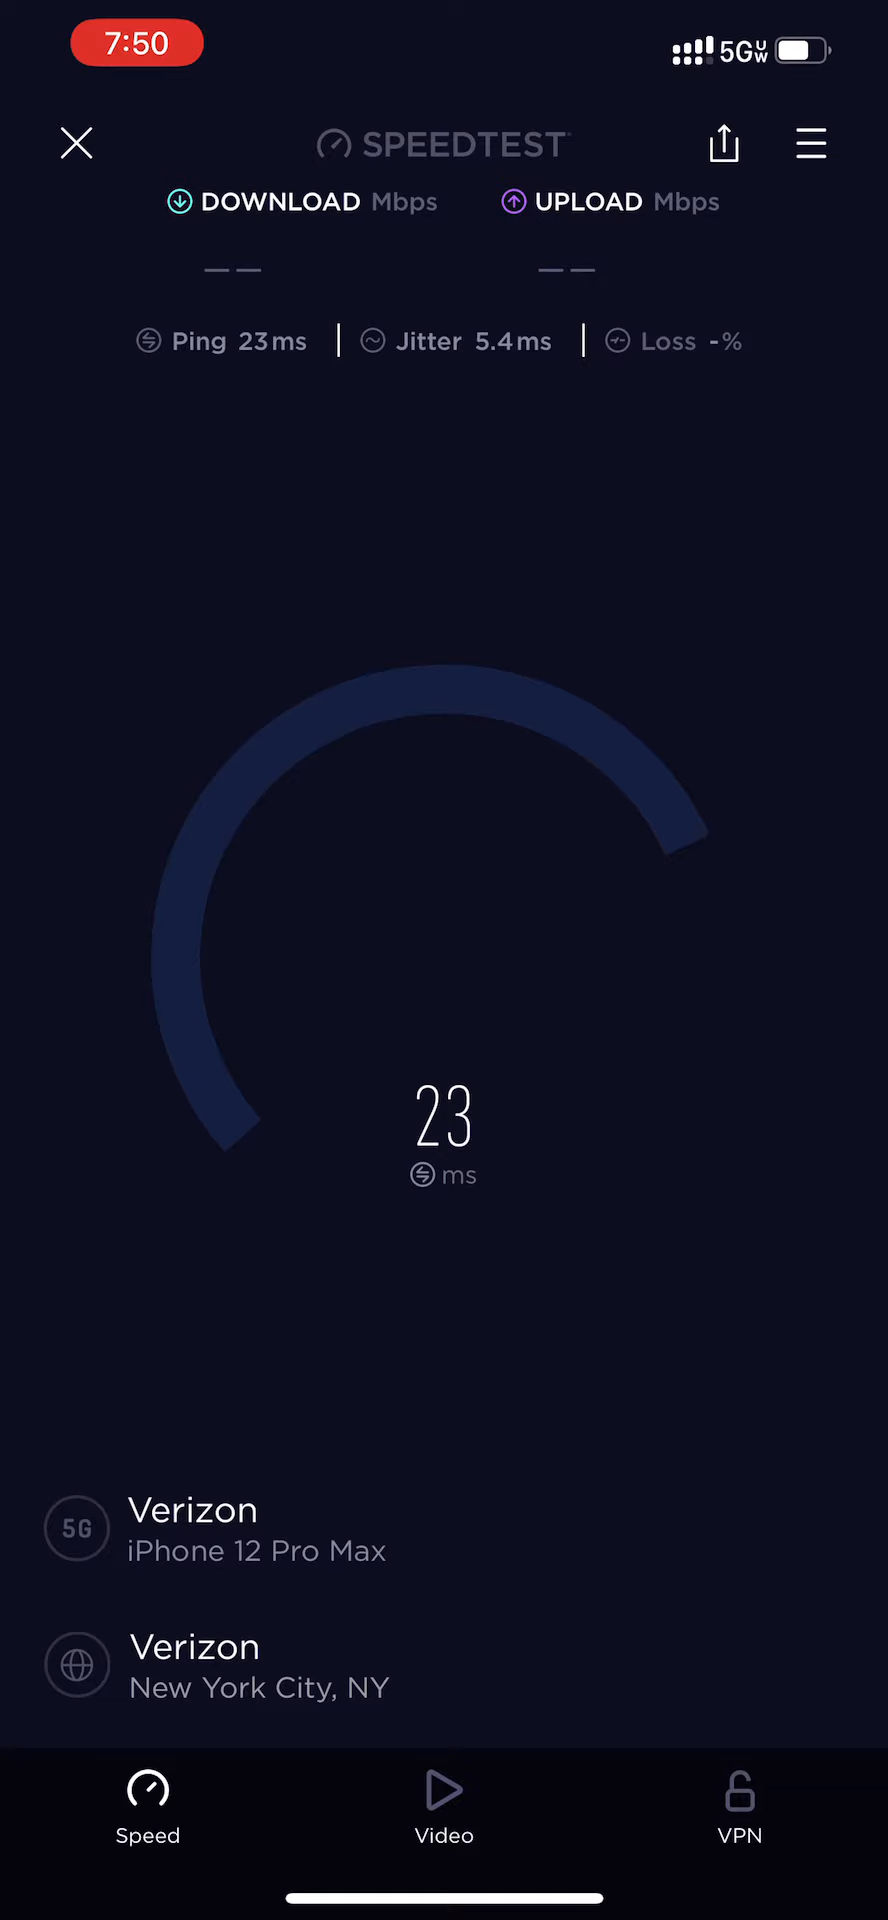 7:50
5G UW
SPEEDTEST
DOWNLOAD Mbps UPLOAD Mbps
— — — —
Ping 23 ms Jitter 5.4 ms Loss -%
23
ms
5G
Verizon
iPhone 12 Pro Max
Verizon
New York City, NY
Speed Video VPN